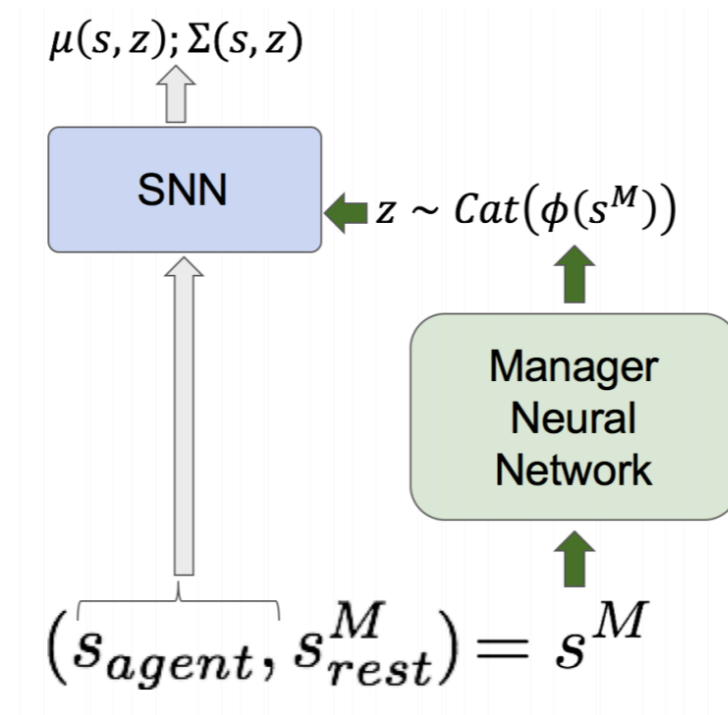 μ(s, z); Σ(s, z)
SNN
z ~ Cat(ϕ(s^M))
Manager
Neural
Network
(s_agent, s^M_rest) = s^M